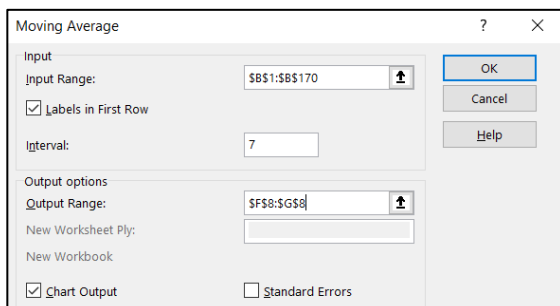 Moving Average ? ×
Input
Input Range: $B$1:$B$170
Labels in First Row
Interval: 7
OK
Cancel
Help
Output options
Output Range: $F$8:$G$8
New Worksheet Ply:
New Workbook
Chart Output Standard Errors